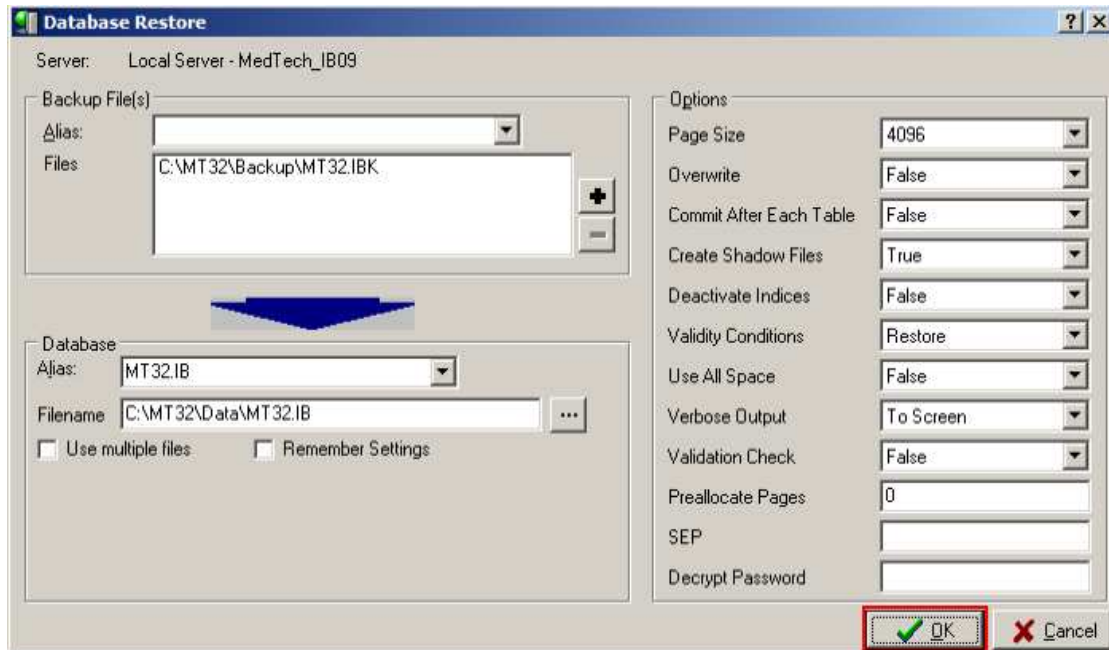 Database Restore
Server: Local Server - MedTech_IB09
Backup File(s)
Alias:
Files C:\MT32\Backup\MT32.IBK
Database
Alias: MT32.IB
Filename C:\MT32\Data\MT32.IB ...
Use multiple files Remember Settings
Options
Page Size 4096
Overwrite False
Commit After Each Table False
Create Shadow Files True
Deactivate Indices False
Validity Conditions Restore
Use All Space False
Verbose Output To Screen
Validation Check False
Preallocate Pages 0
SEP
Decrypt Password
OK Cancel